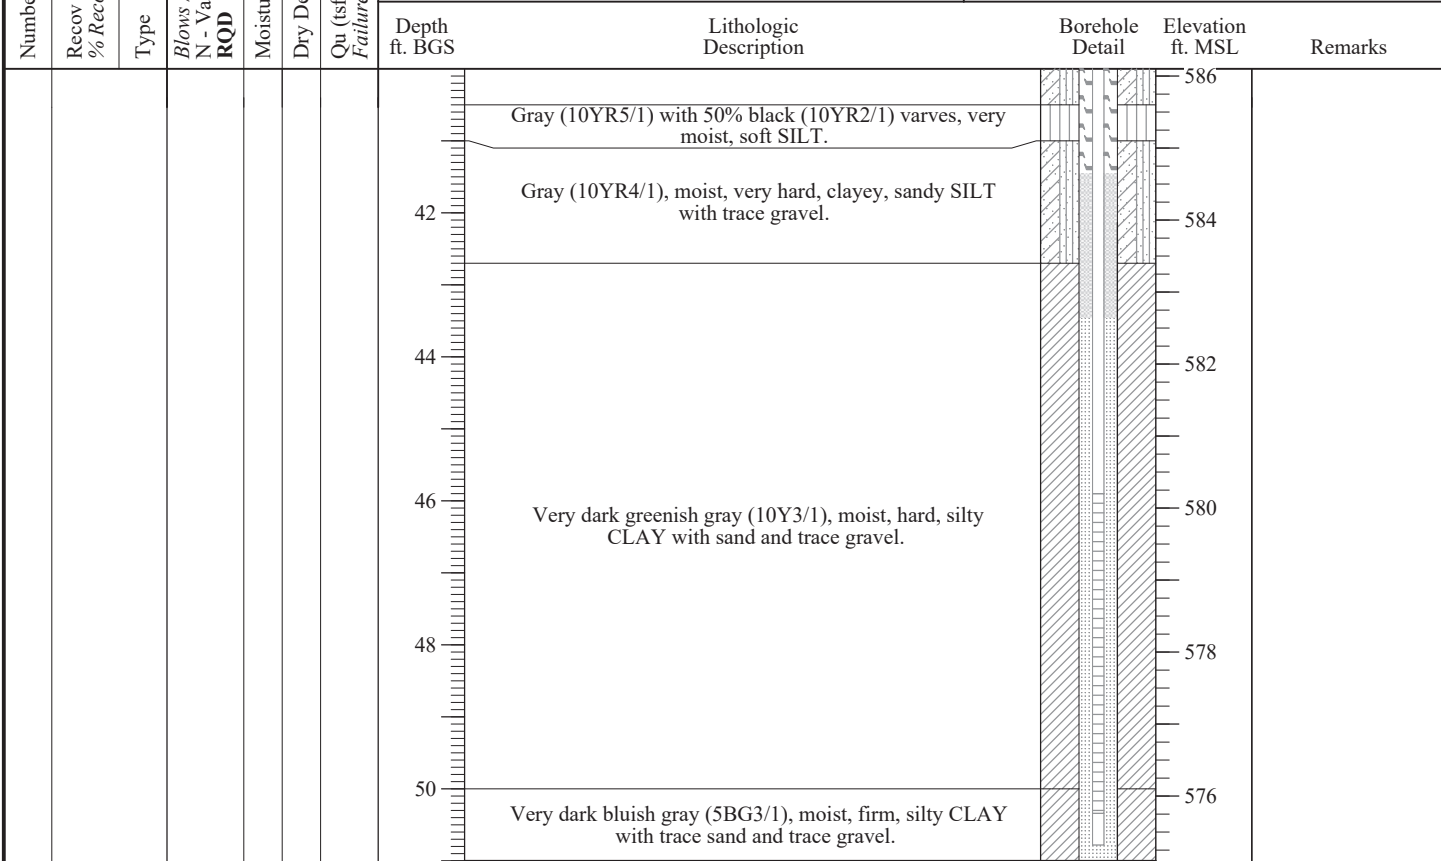 Recov
% Rece
Type
Blows
N - Va
RQD
Qu (tsf
Failure
Depth
ft. BGS
Lithologic
Description
Borehole
Detail
Elevation
ft. MSL
Remarks
586
Gray (10YR5/1) with 50% black (10YR2/1) varves, very
moist, soft SILT.
Gray (10YR4/1), moist, very hard, clayey, sandy SILT
with trace gravel.
42
584
44
582
46
580
Very dark greenish gray (10Y3/1), moist, hard, silty
CLAY with sand and trace gravel.
48
578
50
576
Very dark bluish gray (5BG3/1), moist, firm, silty CLAY
with trace sand and trace gravel.